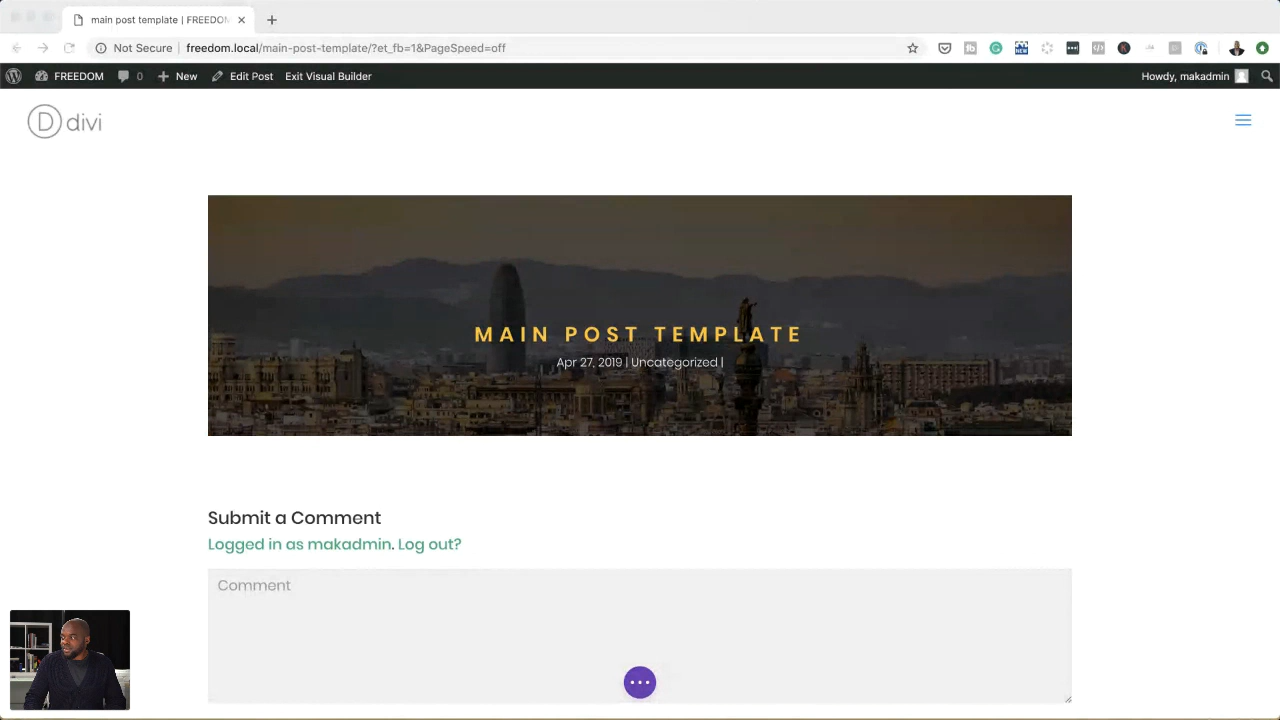 main post template | FREEDOM
Not Secure | freedom.local/main-post-template/?et_fb=1&PageSpeed=off
FREEDOM 0 New Edit Post Exit Visual Builder Howdy, makadmin
D divi
MAIN POST TEMPLATE
Apr 27, 2019 | Uncategorized |
Submit a Comment
Logged in as makadmin. Log out?
Comment